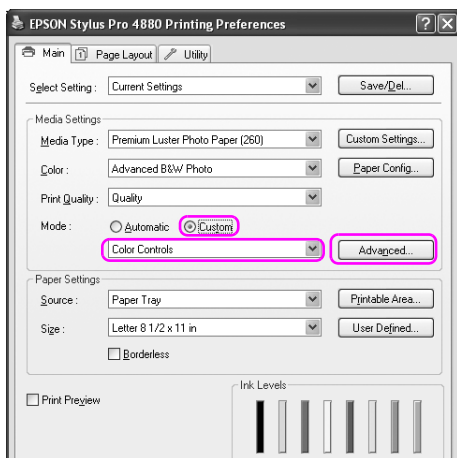 EPSON Stylus Pro 4880 Printing Preferences
Main Page Layout Utility
Select Setting : Current Settings Save/Del...
Media Settings
Media Type : Premium Luster Photo Paper (260) Custom Settings...
Color : Advanced B&W Photo Paper Config...
Print Quality : Quality
Mode : Automatic Custom
Color Controls Advanced...
Paper Settings
Source : Paper Tray Printable Area...
Size : Letter 8 1/2 x 11 in User Defined...
Borderless
Ink Levels
Print Preview